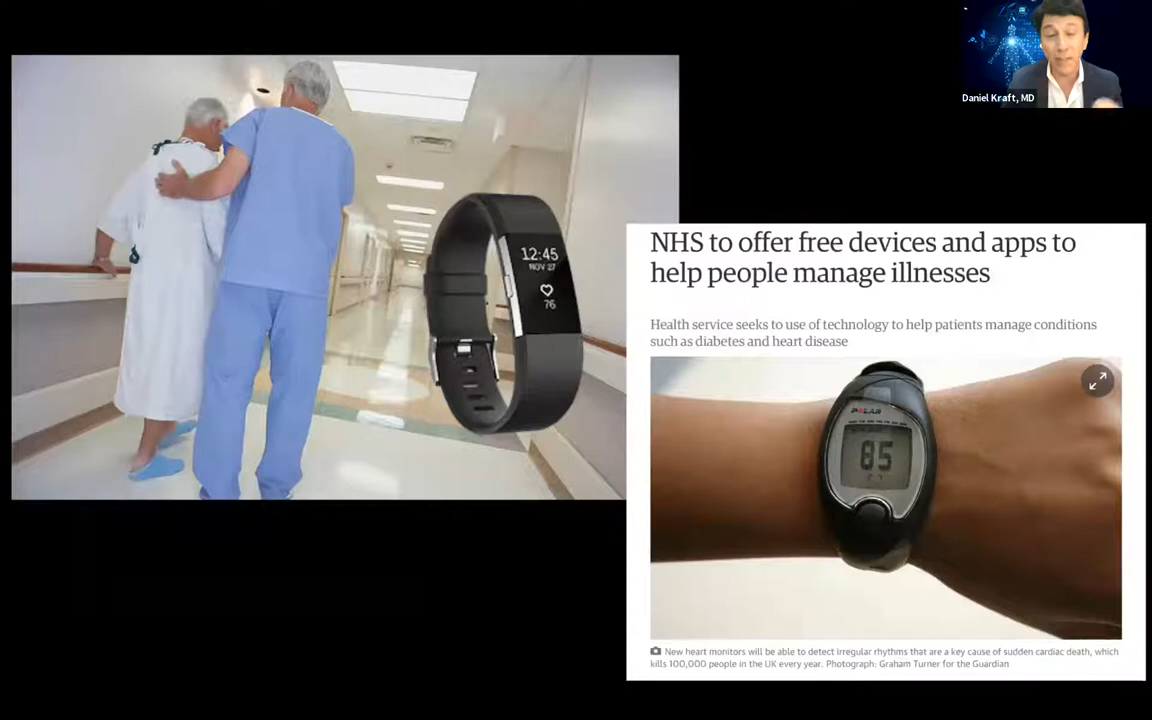 Daniel Kraft, MD
12:45
NOV 27
76
NHS to offer free devices and apps to
help people manage illnesses
Health service seeks to use of technology to help patients manage conditions
such as diabetes and heart disease
POLAR
85
New heart monitors will be able to detect irregular rhythms that are a key cause of sudden cardiac death, which
kills 100,000 people in the UK every year. Photograph: Graham Turner for the Guardian